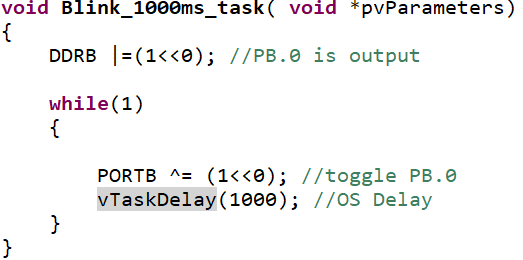 void Blink_1000ms_task( void *pvParameters)
{
    DDRB |=(1<<0); //PB.0 is output
    while(1)
    {
        PORTB ^= (1<<0); //toggle PB.0
        vTaskDelay(1000); //OS Delay
    }
}